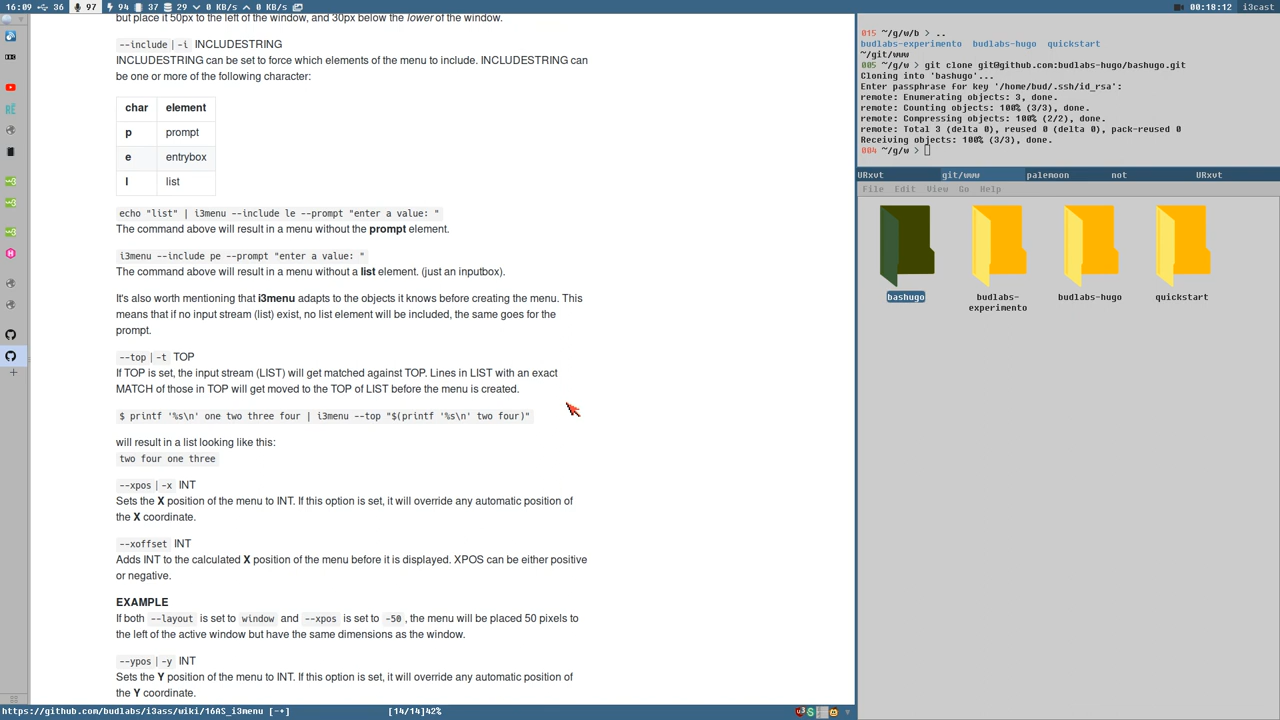 16:09 36 97 94 37 29 0 KB/s 0 KB/s
00:18:12 i3cast
but place it 50px to the left of the window, and 30px below the lower of the window.
--include | -i INCLUDESTRING
INCLUDESTRING can be set to force which elements of the menu to include. INCLUDESTRING can
be one or more of the following character:
char element
p prompt
e entrybox
l list
echo "list" | i3menu --include le --prompt "enter a value: "
The command above will result in a menu without the prompt element.
i3menu --include pe --prompt "enter a value: "
The command above will result in a menu without a list element. (just an inputbox).
It's also worth mentioning that i3menu adapts to the objects it knows before creating the menu. This
means that if no input stream (list) exist, no list element will be included, the same goes for the
prompt.
--top | -t TOP
If TOP is set, the input stream (LIST) will get matched against TOP. Lines in LIST with an exact
MATCH of those in TOP will get moved to the TOP of LIST before the menu is created.
$ printf '%s\n' one two three four | i3menu --top "$(printf '%s\n' two four)"
will result in a list looking like this:
two four one three
--xpos | -x INT
Sets the X position of the menu to INT. If this option is set, it will override any automatic position of
the X coordinate.
--xoffset INT
Adds INT to the calculated X position of the menu before it is displayed. XPOS can be either positive
or negative.
EXAMPLE
If both --layout is set to window and --xpos is set to -50, the menu will be placed 50 pixels to
the left of the active window but have the same dimensions as the window.
--ypos | -y INT
Sets the Y position of the menu to INT. If this option is set, it will override any automatic position of
the Y coordinate.
https://github.com/budlabs/i3ass/wiki/16AS_i3menu [-+] [14/14]42%
015 ~/g/w/b > ..
budlabs-experimento budlabs-hugo quickstart
~/git/www
005 ~/g/w > git clone git@github.com:budlabs-hugo/bashugo.git
Cloning into 'bashugo'...
Enter passphrase for key '/home/bud/.ssh/id_rsa':
remote: Enumerating objects: 3, done.
remote: Counting objects: 100% (3/3), done.
remote: Compressing objects: 100% (2/2), done.
remote: Total 3 (delta 0), reused 0 (delta 0), pack-reused 0
Receiving objects: 100% (3/3), done.
004 ~/g/w >
URxvt git/www palemoon not URxvt
File Edit View Go Help
bashugo
budlabs-
experimento
budlabs-hugo
quickstart